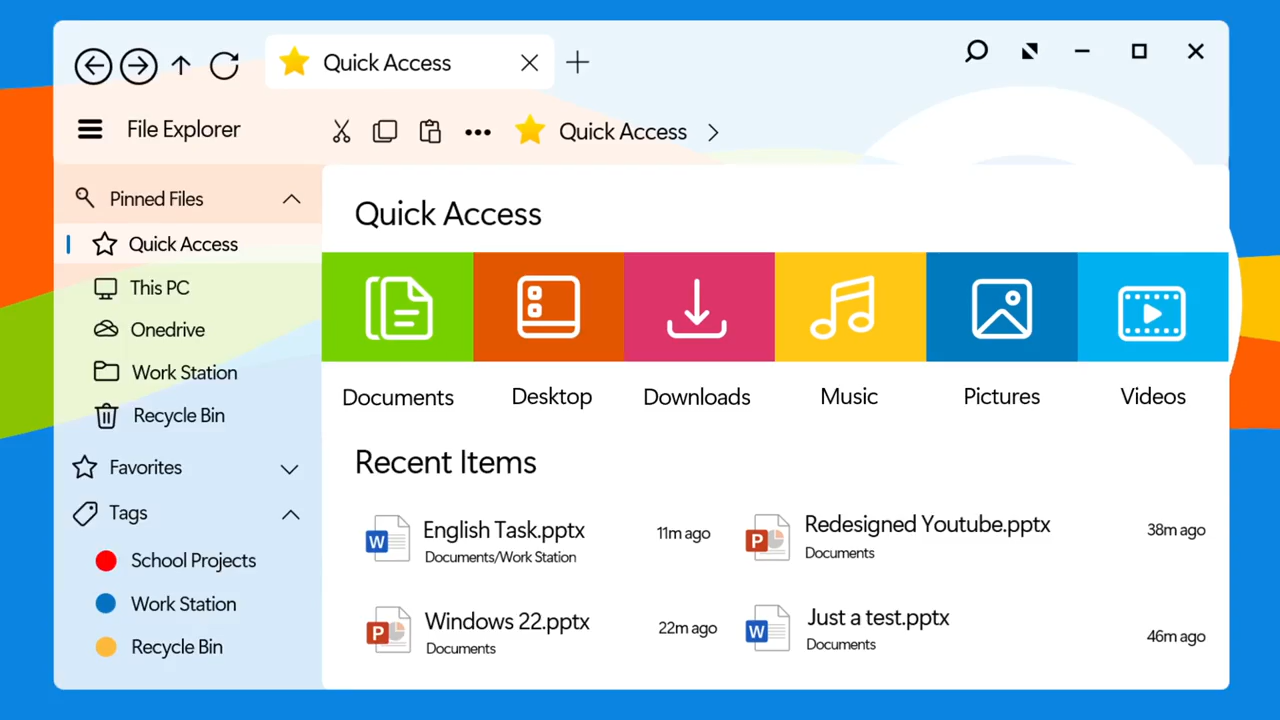 Quick Access
File Explorer
Quick Access
Pinned Files
Quick Access
This PC
Onedrive
Work Station
Recycle Bin
Favorites
Tags
School Projects
Work Station
Recycle Bin
Quick Access
Documents
Desktop
Downloads
Music
Pictures
Videos
Recent Items
W
English Task.pptx
Documents/Work Station
11m ago
P
Redesigned Youtube.pptx
Documents
38m ago
P
Windows 22.pptx
Documents
22m ago
W
Just a test.pptx
Documents
46m ago